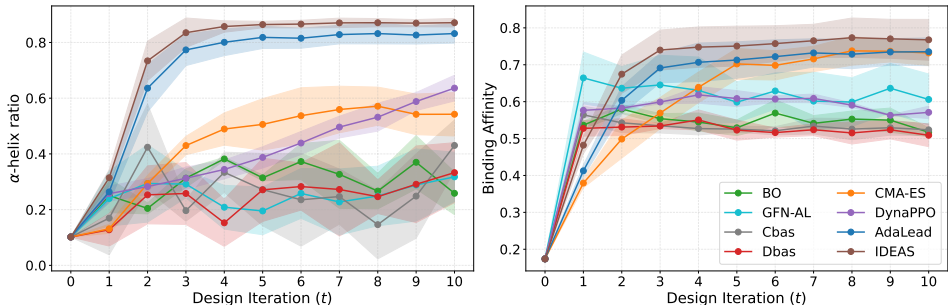 0.8
0.6
0.4
0.2
0.0
α-helix ratio
0 1 2 3 4 5 6 7 8 9 10
Design Iteration (t)
0.8
0.7
0.6
0.5
0.4
0.3
0.2
Binding Affinity
BO
GFN-AL
Cbas
Dbas
CMA-ES
DynaPPO
AdaLead
IDEAS
0 1 2 3 4 5 6 7 8 9 10
Design Iteration (t)